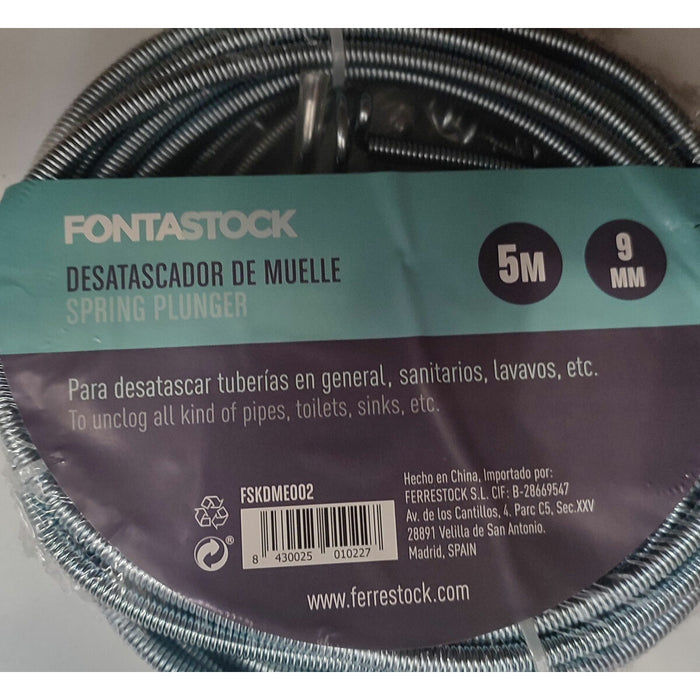 FONTASTOCK
DESATASCADOR DE MUELLE
SPRING PLUNGER
5M
9
MM
Para desatascar tuberías en general, sanitarios, lavavos, etc.
To unclog all kind of pipes, toilets, sinks, etc.
FSKDME002
8 430025 010227
Hecho en China, Importado por:
FERRESTOCK S.L. CIF: B-28669547
Av. de los Cantillos, 4. Parc C5, Sec.XXV
28891 Velilla de San Antonio.
Madrid, SPAIN
www.ferrestock.com